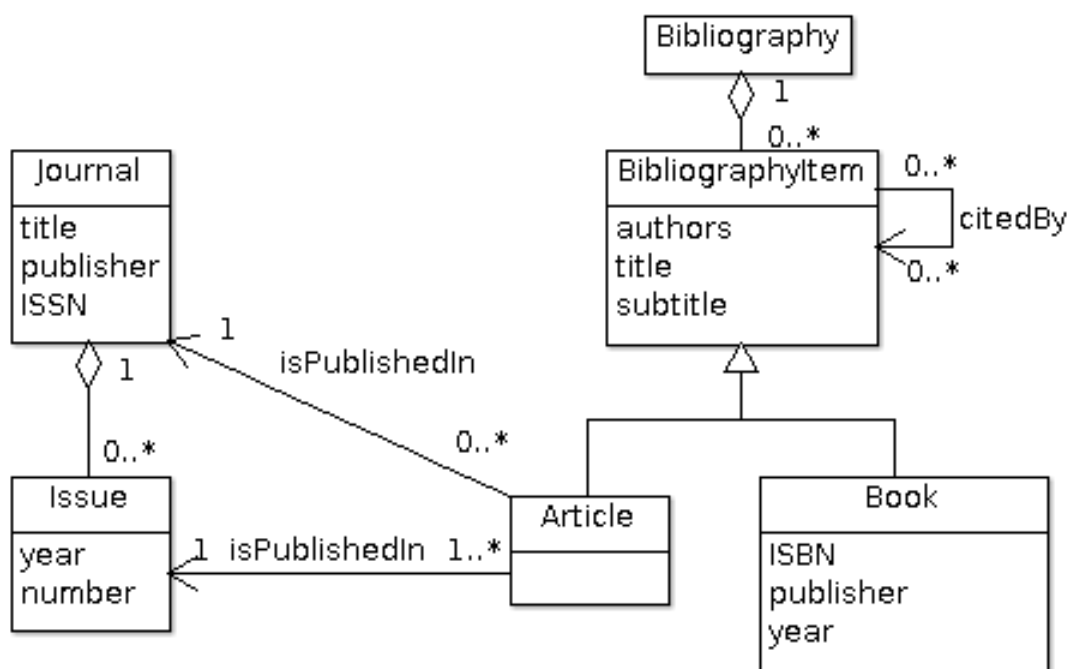 Bibliography
1
0..*
Journal
title
publisher
ISSN
BibliographyItem
authors
title
subtitle
0..*
citedBy
0..*
1
isPublishedIn
0..*
1
0..*
Issue
year
number
1 isPublishedIn 1..*
Article
Book
ISBN
publisher
year